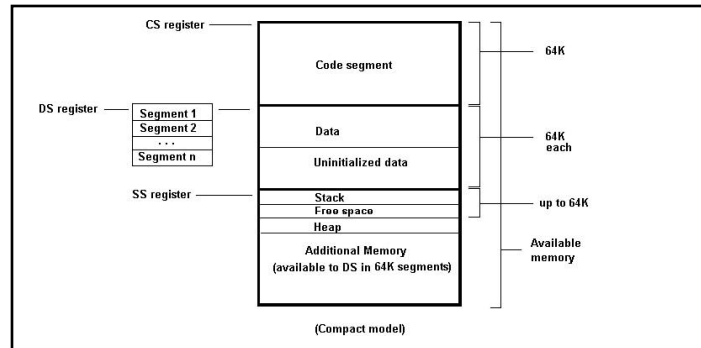 CS register
Code segment
64K
DS register
Segment 1
Segment 2
. . .
Segment n
Data
Uninitialized data
64K
each
SS register
Stack
Free space
up to 64K
Heap
Additional Memory
(available to DS in 64K segments)
Available
memory
(Compact model)